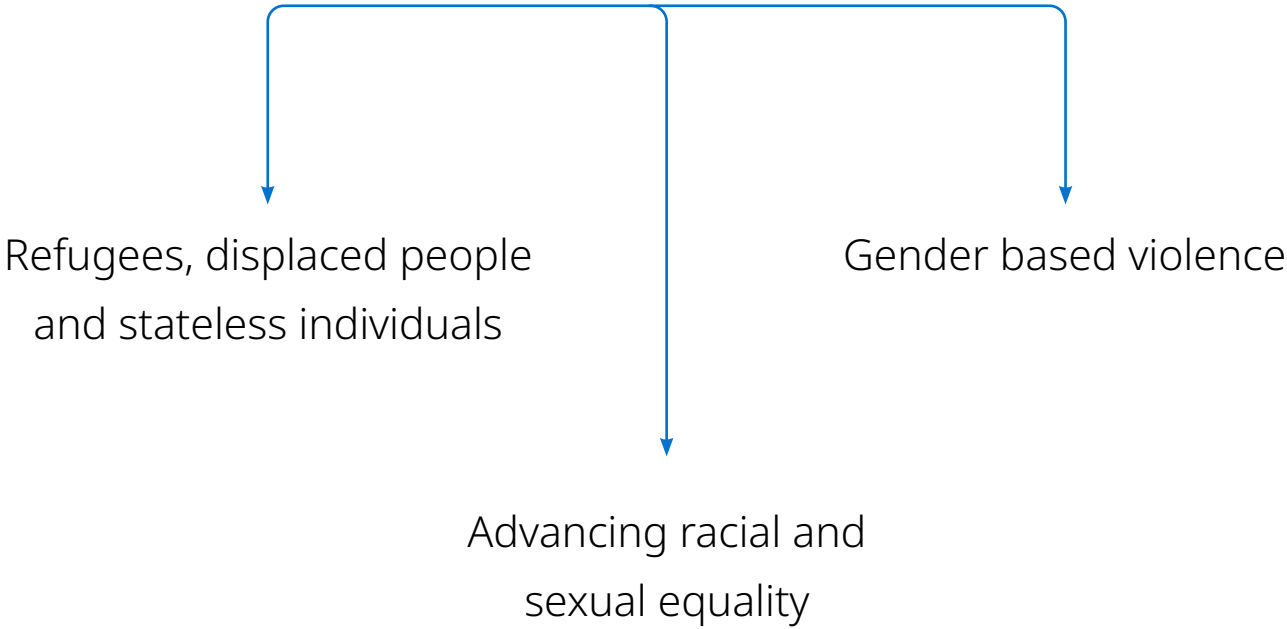 Refugees, displaced people
and stateless individuals
Gender based violence
Advancing racial and
sexual equality